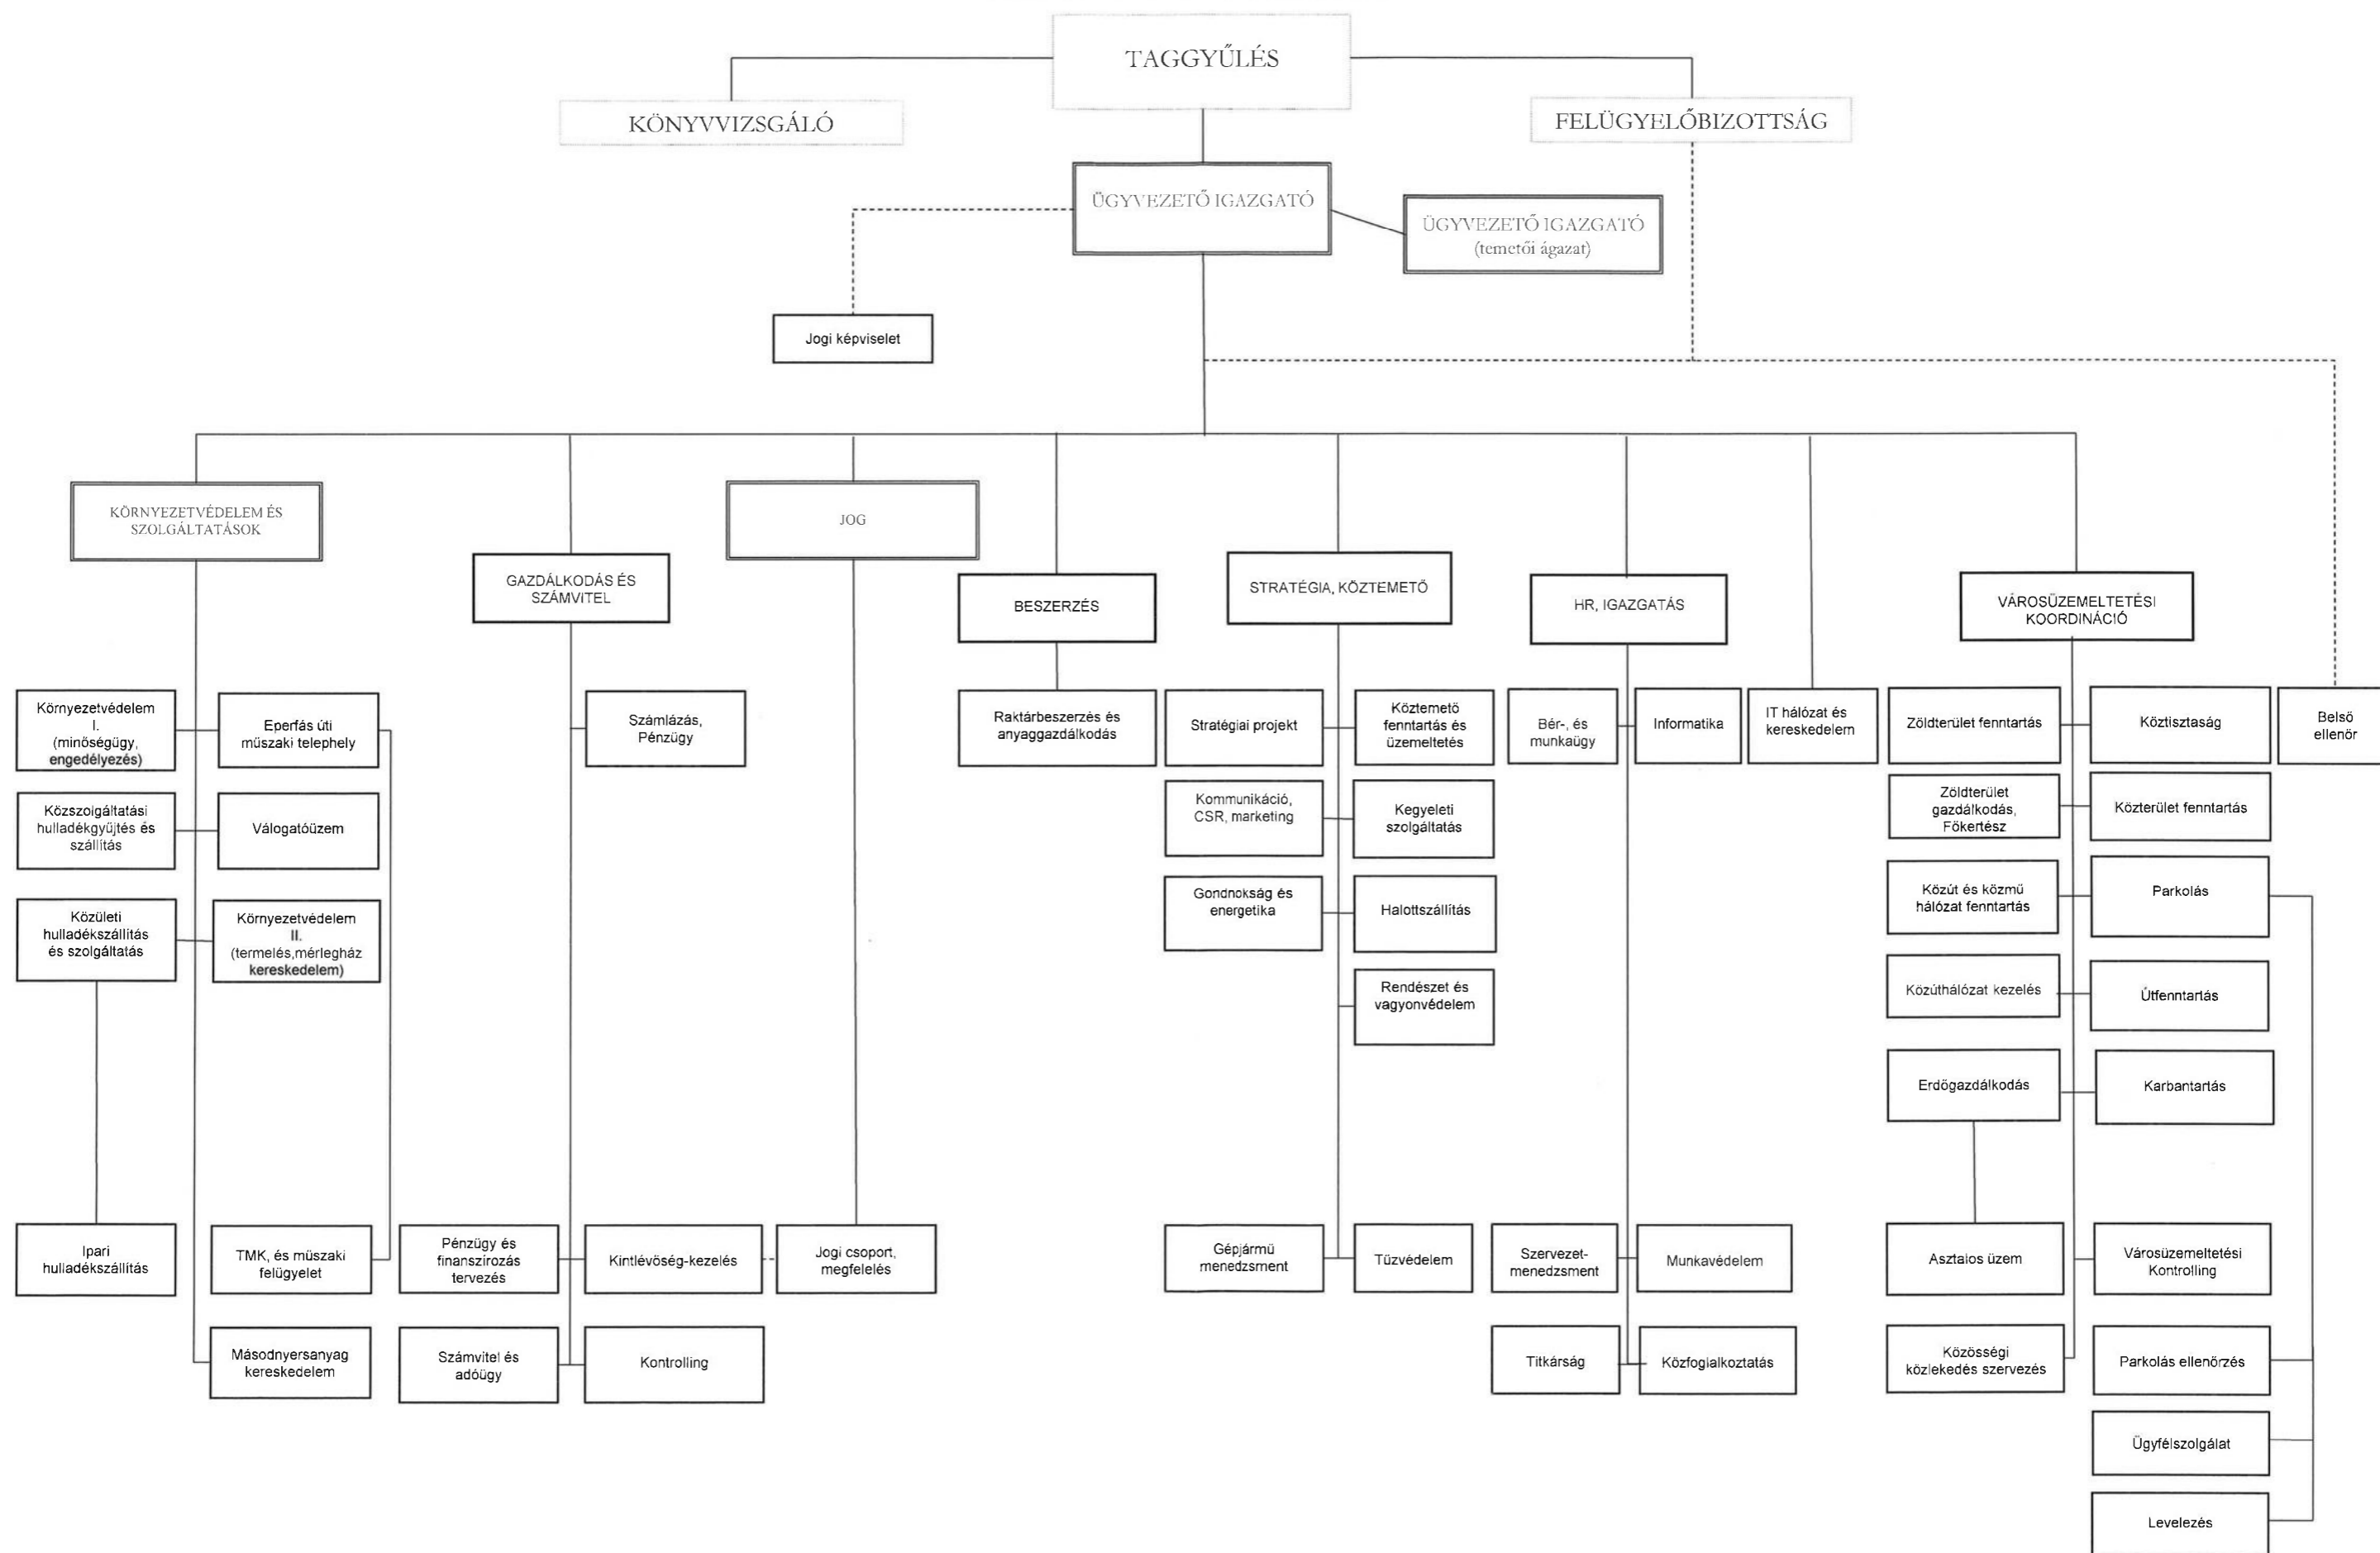 TAGGYŰLÉS
KÖNYVVIZSGÁLÓ
FELÜGYELŐBIZOTTSÁG
ÜGYVEZETŐ IGAZGATÓ
ÜGYVEZETŐ IGAZGATÓ
(temetői ágazat)
Jogi képviselet
KÖRNYEZETVÉDELEM ÉS
SZOLGÁLTATÁSOK
JOG
GAZDÁLKODÁS ÉS
SZÁMVITEL
BESZERZÉS
STRATÉGIA, KÖZTEMETŐ
HR, IGAZGATÁS
VÁROSÜZEMELTETÉSI
KOORDINÁCIÓ
Környezetvédelem
I.
(minőségügy,
engedélyezés)
Eperfás úti
műszaki telephely
Számlázás,
Pénzügy
Raktárbeszerzés és
anyaggazdálkodás
Stratégiai projekt
Köztemető
fenntartás és
üzemeltetés
Bér-, és
munkaügy
Informatika
IT hálózat és
kereskedelem
Zöldterület fenntartás
Köztisztaság
Belső
ellenőr
Közszolgáltatási
hulladékgyűjtés és
szállítás
Válogatóüzem
Kommunikáció,
CSR, marketing
Kegyeleti
szolgáltatás
Zöldterület
gazdálkodás,
Főkertész
Közterület fenntartás
Közületi
hulladékszállítás
és szolgáltatás
Környezetvédelem
II.
(termelés,mérlegház
kereskedelem)
Gondnokság és
energetika
Halottszállítás
Közút és közmű
hálózat fenntartás
Parkolás
Rendészet és
vagyonvédelem
Közúthálózat kezelés
Útfenntartás
Erdőgazdálkodás
Karbantartás
Ipari
hulladékszállítás
TMK, és műszaki
felügyelet
Pénzügy és
finanszírozás
tervezés
Kintlévőség-kezelés
Jogi csoport,
megfelelés
Gépjármű
menedzsment
Tűzvédelem
Szervezet-
menedzsment
Munkavédelem
Asztalos üzem
Városüzemeltetési
Kontrolling
Másodnyersanyag
kereskedelem
Számvitel és
adóügy
Kontrolling
Titkárság
Közfoglalkoztatás
Közösségi
közlekedés szervezés
Parkolás ellenőrzés
Ügyfélszolgálat
Levelezés